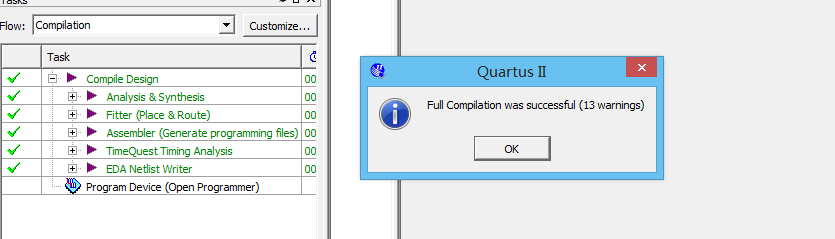 Tasks
Flow: Compilation Customize...
Task
Compile Design 00
Analysis & Synthesis 00
Fitter (Place & Route) 00
Assembler (Generate programming files) 00
TimeQuest Timing Analysis 00
EDA Netlist Writer 00
Program Device (Open Programmer)
Quartus II
Full Compilation was successful (13 warnings)
OK